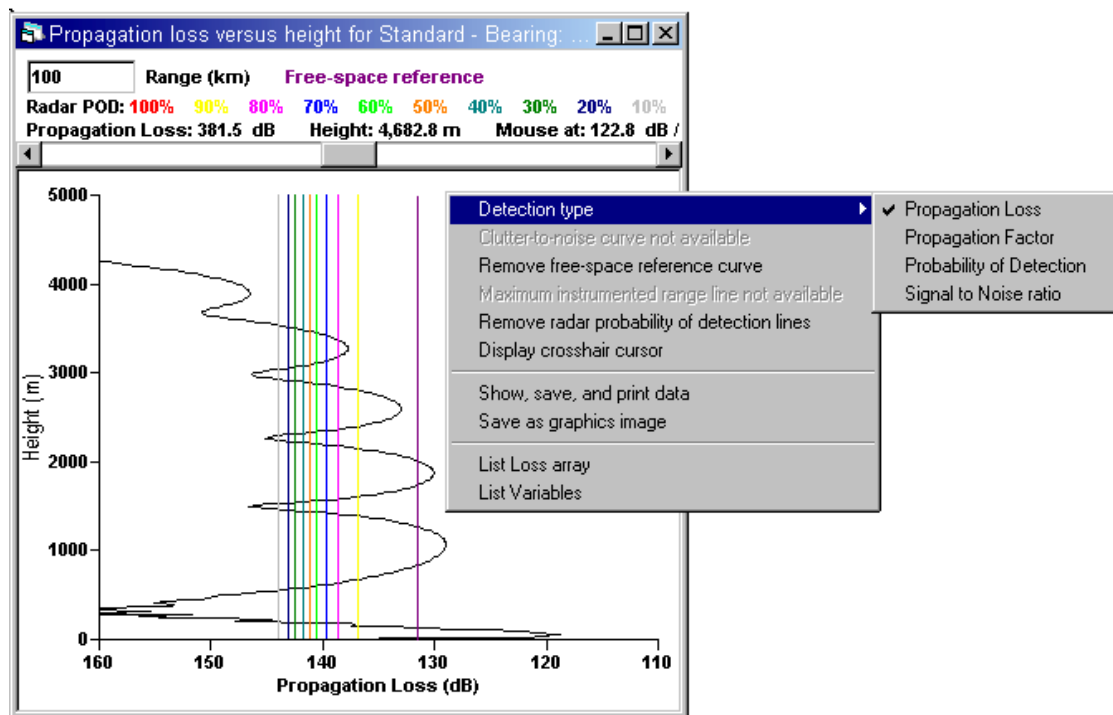 Propagation loss versus height for Standard - Bearing: ...
100 Range (km) Free-space reference
Radar POD: 100% 90% 80% 70% 60% 50% 40% 30% 20% 10%
Propagation Loss: 381.5 dB Height: 4,682.8 m Mouse at: 122.8 dB /
5000
4000
3000
2000
1000
0
Height (m)
160 150 140 130 120 110
Propagation Loss (dB)
Detection type
Clutter-to-noise curve not available
Remove free-space reference curve
Maximum instrumented range line not available
Remove radar probability of detection lines
Display crosshair cursor
Show, save, and print data
Save as graphics image
List Loss array
List Variables
Propagation Loss
Propagation Factor
Probability of Detection
Signal to Noise ratio